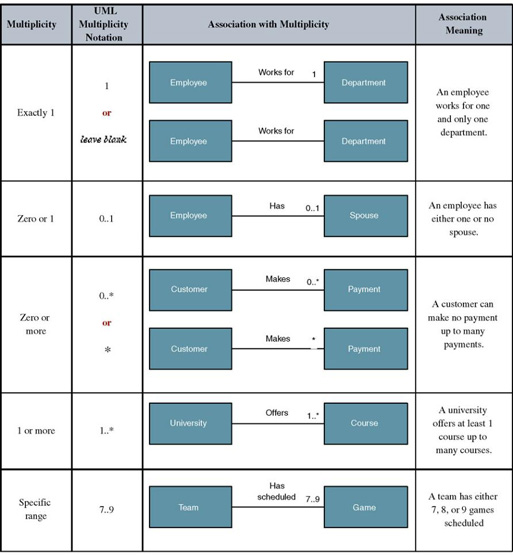 Multiplicity
UML
Multiplicity
Notation
Association with Multiplicity
Association
Meaning
Exactly 1
1
or
leave blank
Employee
Works for
1
Department
Employee
Works for
Department
An employee
works for one
and only one
department.
Zero or 1
0..1
Employee
Has
0..1
Spouse
An employee has
either one or no
spouse.
Zero or
more
0..*
or
*
Customer
Makes
0..*
Payment
Customer
Makes
*
Payment
A customer can
make no payment
up to many
payments.
1 or more
1..*
University
Offers
1..*
Course
A university
offers at least 1
course up to
many courses.
Specific
range
7..9
Team
Has
scheduled
7..9
Game
A team has either
7, 8, or 9 games
scheduled